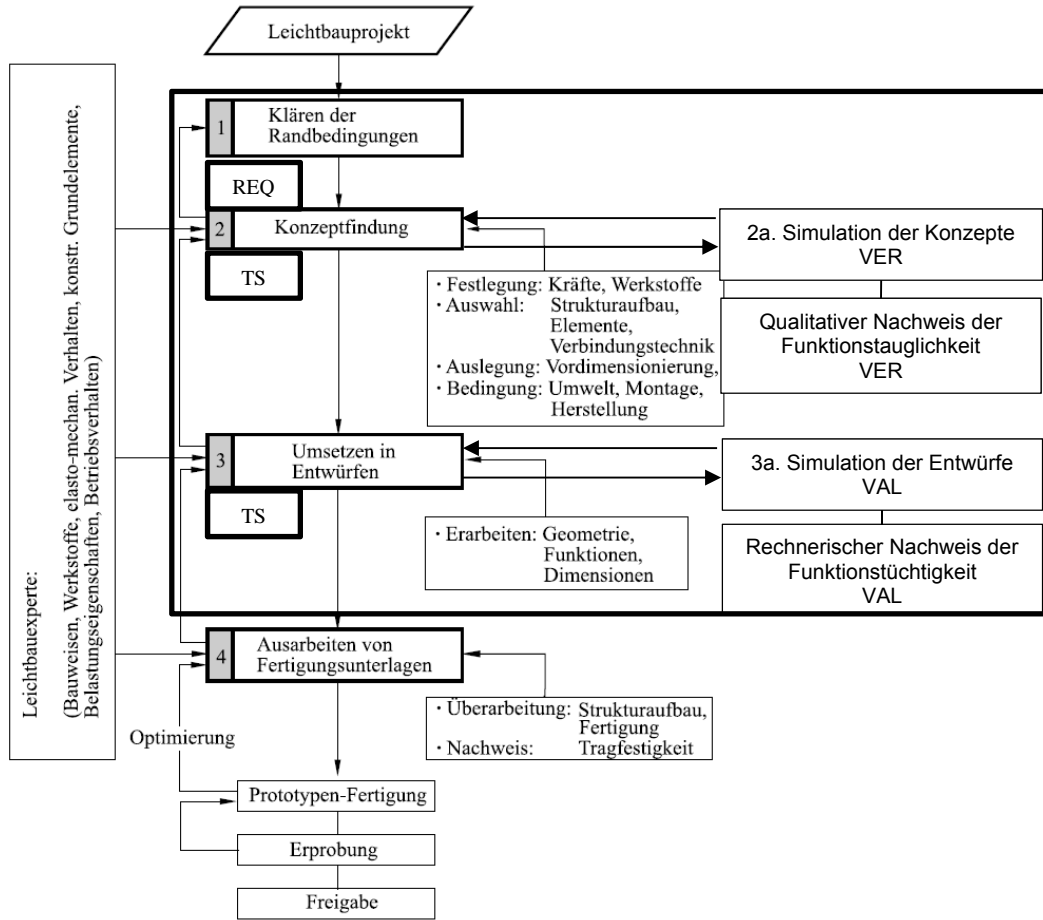 Leichtbauprojekt
Leichtbauexperte:
(Bauweisen, Werkstoffe, elasto-mechan. Verhalten, konstr. Grundelemente,
Belastungseigenschaften, Betriebsverhalten)
1
Klären der
Randbedingungen
REQ
2
Konzeptfindung
TS
2a. Simulation der Konzepte
VER
Qualitativer Nachweis der
Funktionstauglichkeit
VER
· Festlegung: Kräfte, Werkstoffe
· Auswahl: Strukturaufbau,
Elemente,
Verbindungstechnik
· Auslegung: Vordimensionierung,
· Bedingung: Umwelt, Montage,
Herstellung
3
Umsetzen in
Entwürfen
TS
3a. Simulation der Entwürfe
VAL
Rechnerischer Nachweis der
Funktionstüchtigkeit
VAL
· Erarbeiten: Geometrie,
Funktionen,
Dimensionen
4
Ausarbeiten von
Fertigungsunterlagen
· Überarbeitung: Strukturaufbau,
Fertigung
· Nachweis: Tragfestigkeit
Optimierung
Prototypen-Fertigung
Erprobung
Freigabe